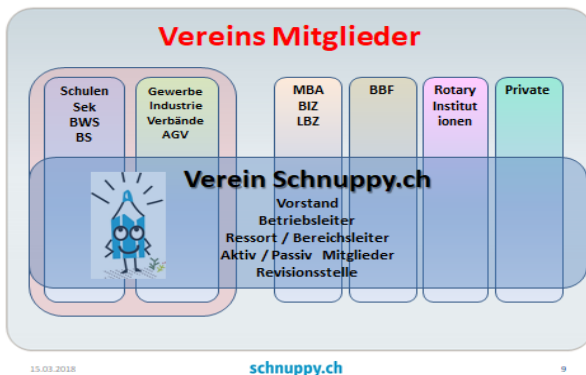 Vereins Mitglieder
Schulen
Sek
BWS
BS
Gewerbe
Industrie
Verbände
AGV
MBA
BIZ
LBZ
BBF
Rotary
Institut
ionen
Private
Verein Schnuppy.ch
Vorstand
Betriebsleiter
Ressort / Bereichsleiter
Aktiv / Passiv Mitglieder
Revisionsstelle
15.03.2018
schnuppy.ch
9